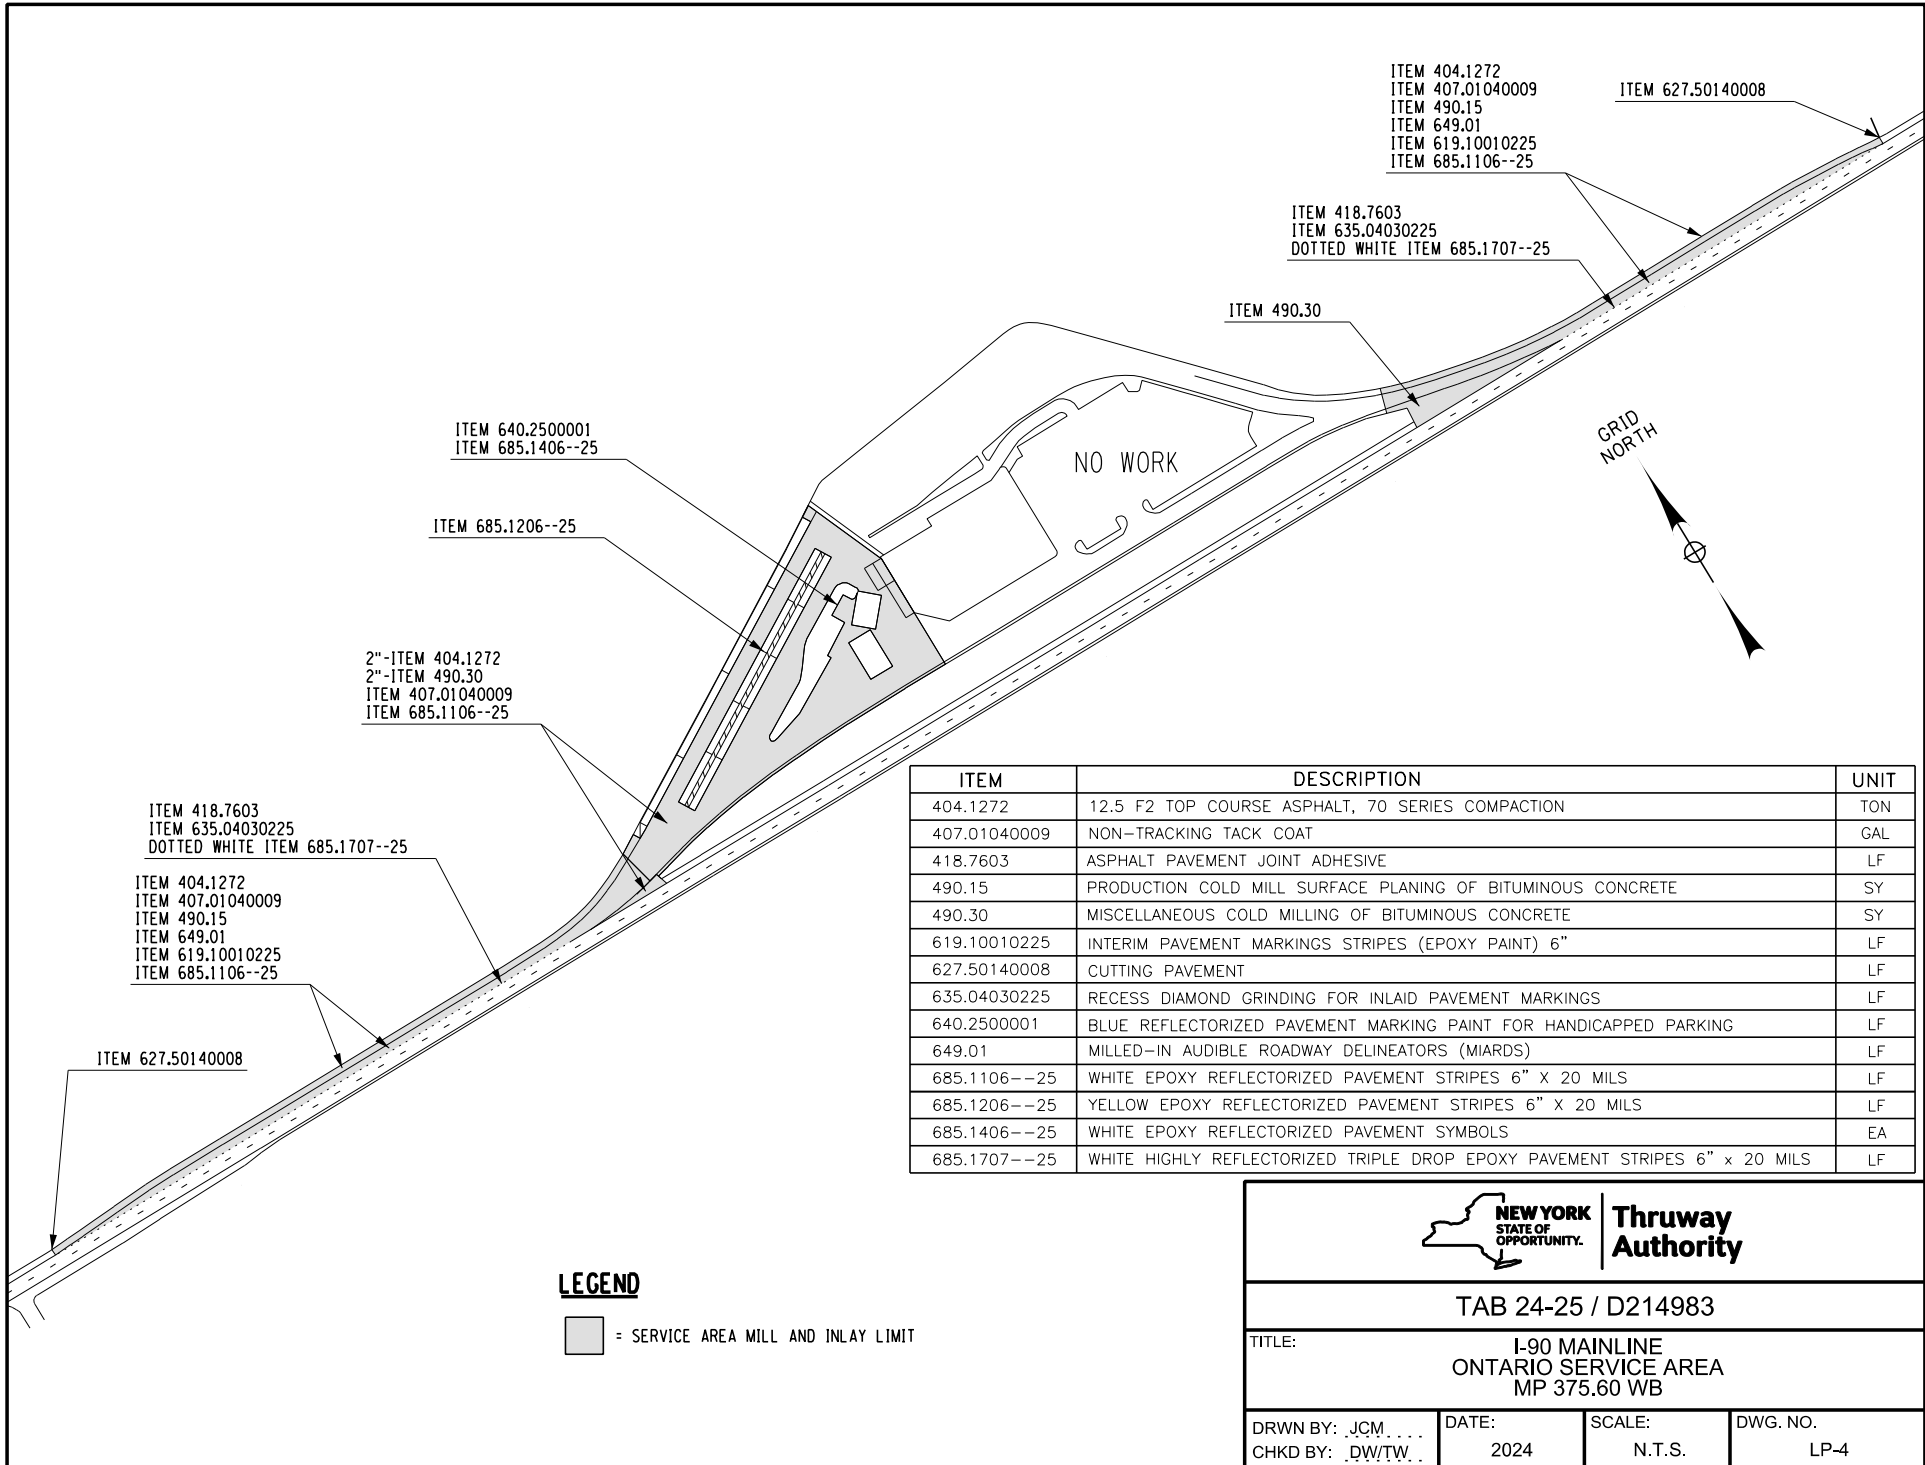 ITEM 404.1272
ITEM 407.01040009
ITEM 490.15
ITEM 649.01
ITEM 619.10010225
ITEM 685.1106--25
ITEM 627.50140008
ITEM 418.7603
ITEM 635.04030225
DOTTED WHITE ITEM 685.1707--25
ITEM 490.30
GRID
NORTH
NO WORK
ITEM 640.2500001
ITEM 685.1406--25
ITEM 685.1206--25
2"-ITEM 404.1272
2"-ITEM 490.30
ITEM 407.01040009
ITEM 685.1106--25
ITEM 418.7603
ITEM 635.04030225
DOTTED WHITE ITEM 685.1707--25
ITEM 404.1272
ITEM 407.01040009
ITEM 490.15
ITEM 649.01
ITEM 619.10010225
ITEM 685.1106--25
ITEM 627.50140008
ITEM DESCRIPTION UNIT
404.1272 12.5 F2 TOP COURSE ASPHALT, 70 SERIES COMPACTION TON
407.01040009 NON-TRACKING TACK COAT GAL
418.7603 ASPHALT PAVEMENT JOINT ADHESIVE LF
490.15 PRODUCTION COLD MILL SURFACE PLANING OF BITUMINOUS CONCRETE SY
490.30 MISCELLANEOUS COLD MILLING OF BITUMINOUS CONCRETE SY
619.10010225 INTERIM PAVEMENT MARKINGS STRIPES (EPOXY PAINT) 6" LF
627.50140008 CUTTING PAVEMENT LF
635.04030225 RECESS DIAMOND GRINDING FOR INLAID PAVEMENT MARKINGS LF
640.2500001 BLUE REFLECTORIZED PAVEMENT MARKING PAINT FOR HANDICAPPED PARKING LF
649.01 MILLED-IN AUDIBLE ROADWAY DELINEATORS (MIARDS) LF
685.1106--25 WHITE EPOXY REFLECTORIZED PAVEMENT STRIPES 6" X 20 MILS LF
685.1206--25 YELLOW EPOXY REFLECTORIZED PAVEMENT STRIPES 6" X 20 MILS LF
685.1406--25 WHITE EPOXY REFLECTORIZED PAVEMENT SYMBOLS EA
685.1707--25 WHITE HIGHLY REFLECTORIZED TRIPLE DROP EPOXY PAVEMENT STRIPES 6" x 20 MILS LF
LEGEND
= SERVICE AREA MILL AND INLAY LIMIT
NEW YORK
STATE OF
OPPORTUNITY.
Thruway
Authority
TAB 24-25 / D214983
TITLE:
I-90 MAINLINE
ONTARIO SERVICE AREA
MP 375.60 WB
DRWN BY: JCM
CHKD BY: DW/TW
DATE:
2024
SCALE:
N.T.S.
DWG. NO.
LP-4